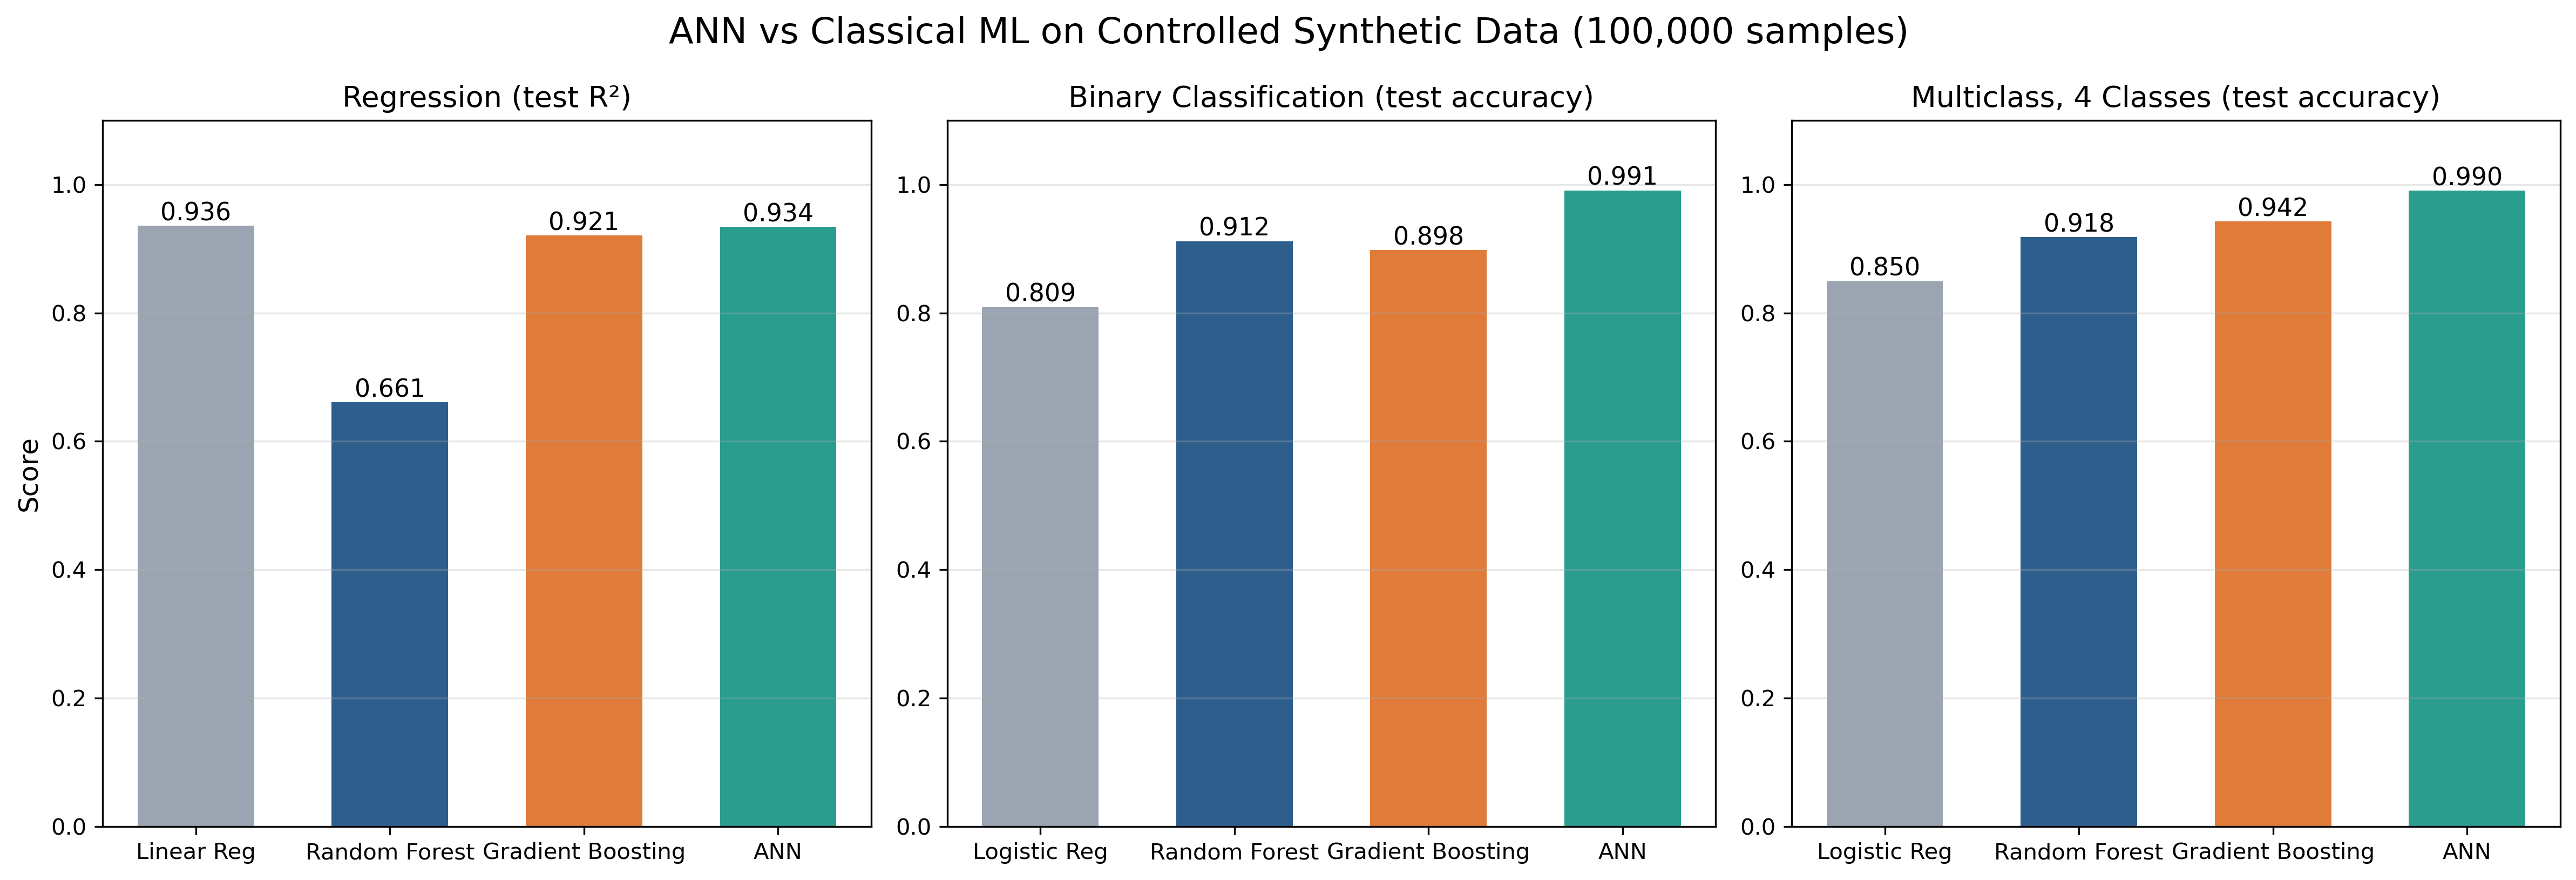 ANN vs Classical ML on Controlled Synthetic Data (100,000 samples)
Regression (test R²)
Score
1.0
0.8
0.6
0.4
0.2
0.0
0.936
0.661
0.921
0.934
Linear Reg
Random Forest
Gradient Boosting
ANN
Binary Classification (test accuracy)
1.0
0.8
0.6
0.4
0.2
0.0
0.809
0.912
0.898
0.991
Logistic Reg
Random Forest
Gradient Boosting
ANN
Multiclass, 4 Classes (test accuracy)
1.0
0.8
0.6
0.4
0.2
0.0
0.850
0.918
0.942
0.990
Logistic Reg
Random Forest
Gradient Boosting
ANN